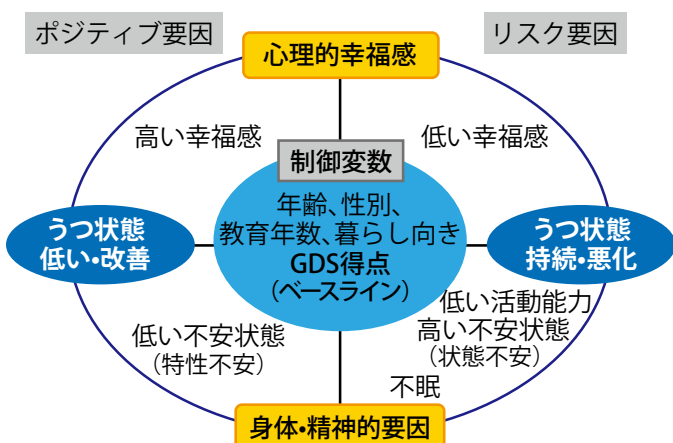 ポジティブ要因
リスク要因
心理的幸福感
高い幸福感
低い幸福感
制御変数
年齢、性別、
教育年数、暮らし向き
GDS得点
（ベースライン）
うつ状態
低い・改善
うつ状態
持続・悪化
低い不安状態
（特性不安）
低い活動能力
高い不安状態
（状態不安）
不眠
身体・精神的要因